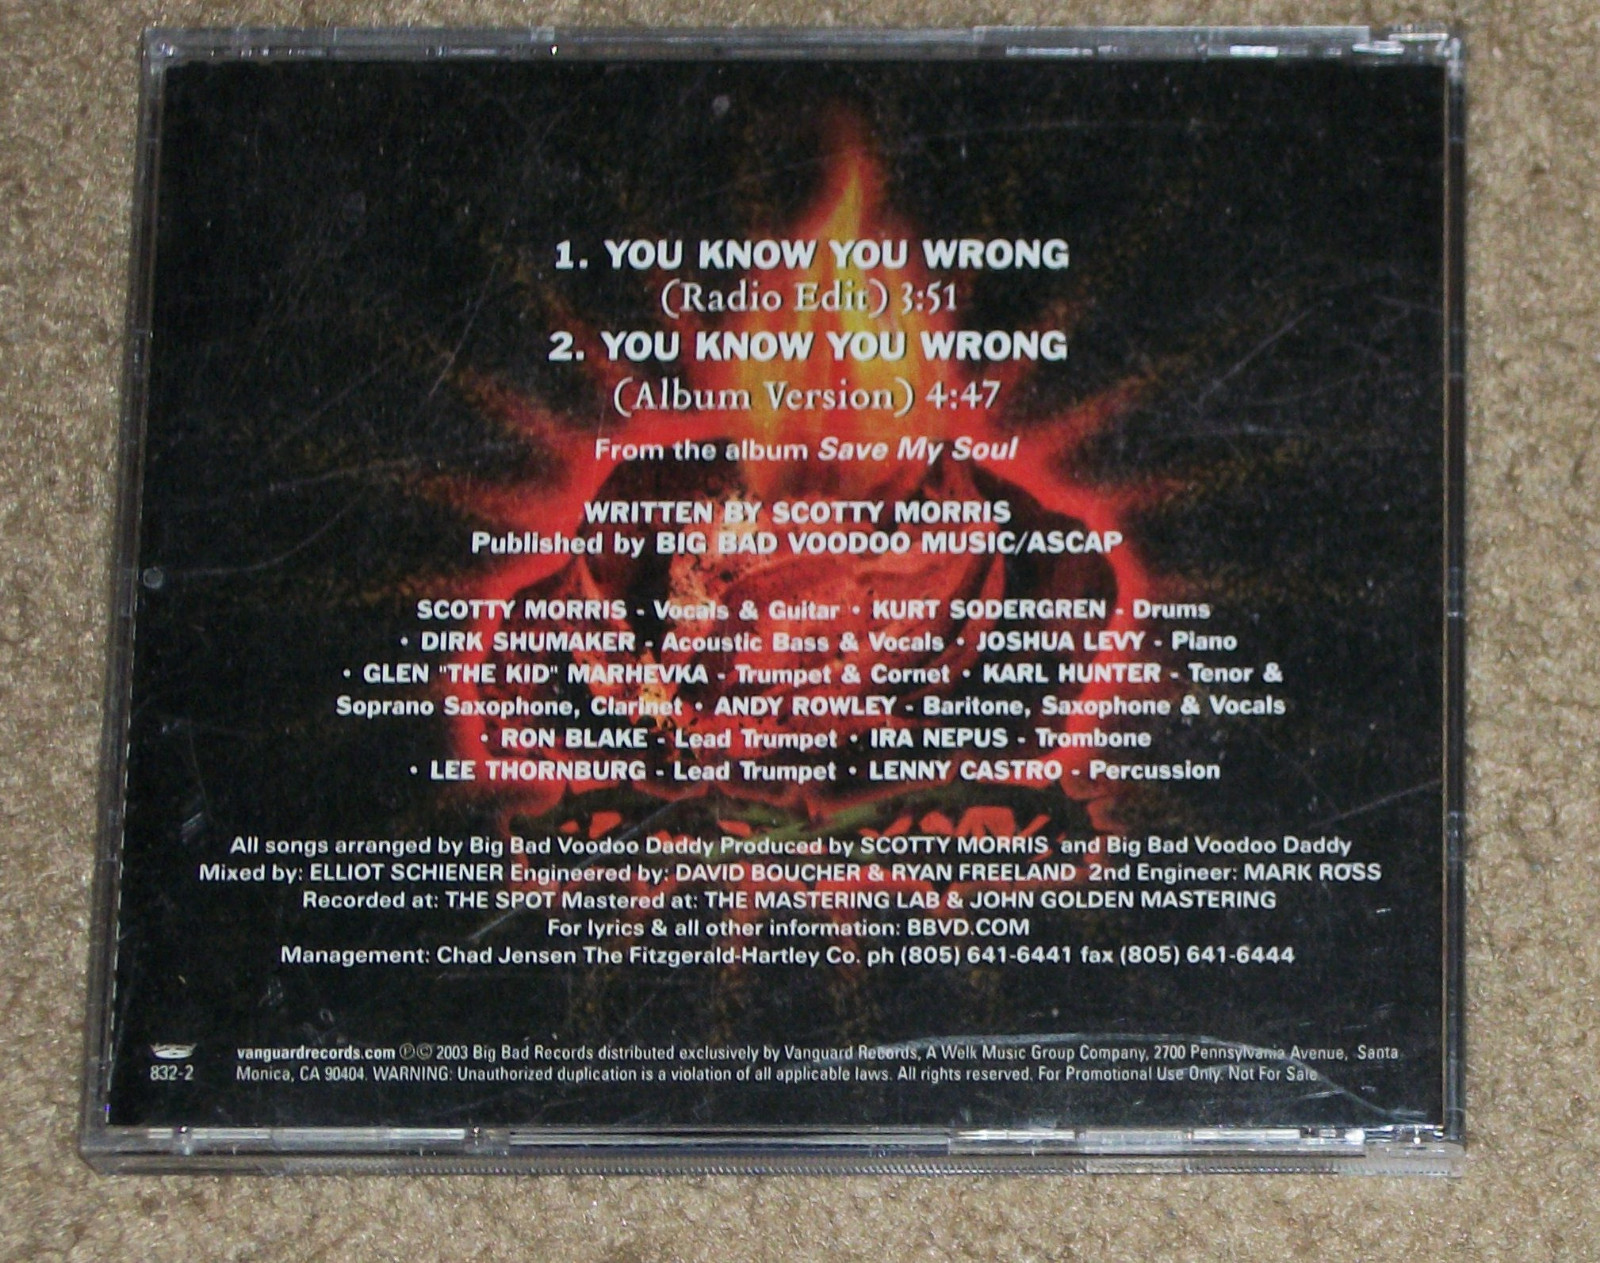 1. YOU KNOW YOU WRONG
(Radio Edit) 3:51
2. YOU KNOW YOU WRONG
(Album Version) 4:47
From the album Save My Soul
WRITTEN BY SCOTTY MORRIS
Published by BIG BAD VOODOO MUSIC/ASCAP
SCOTTY MORRIS - Vocals & Guitar • KURT SODERGREN - Drums
• DIRK SHUMAKER - Acoustic Bass & Vocals • JOSHUA LEVY - Piano
• GLEN "THE KID" MARHEVKA - Trumpet & Cornet • KARL HUNTER - Tenor &
Soprano Saxophone, Clarinet • ANDY ROWLEY - Baritone, Saxophone & Vocals
• RON BLAKE - Lead Trumpet • IRA NEPUS - Trombone
• LEE THORNBURG - Lead Trumpet • LENNY CASTRO - Percussion
All songs arranged by Big Bad Voodoo Daddy Produced by SCOTTY MORRIS and Big Bad Voodoo Daddy
Mixed by: ELLIOT SCHIENER Engineered by: DAVID BOUCHER & RYAN FREELAND 2nd Engineer: MARK ROSS
Recorded at: THE SPOT Mastered at: THE MASTERING LAB & JOHN GOLDEN MASTERING
For lyrics & all other information: BBVD.COM
Management: Chad Jensen The Fitzgerald-Hartley Co. ph (805) 641-6441 fax (805) 641-6444
832-2
vanguardrecords.com ℗© 2003 Big Bad Records distributed exclusively by Vanguard Records, A Welk Music Group Company, 2700 Pennsylvania Avenue, Santa
Monica, CA 90404. WARNING: Unauthorized duplication is a violation of all applicable laws. All rights reserved. For Promotional Use Only. Not For Sale